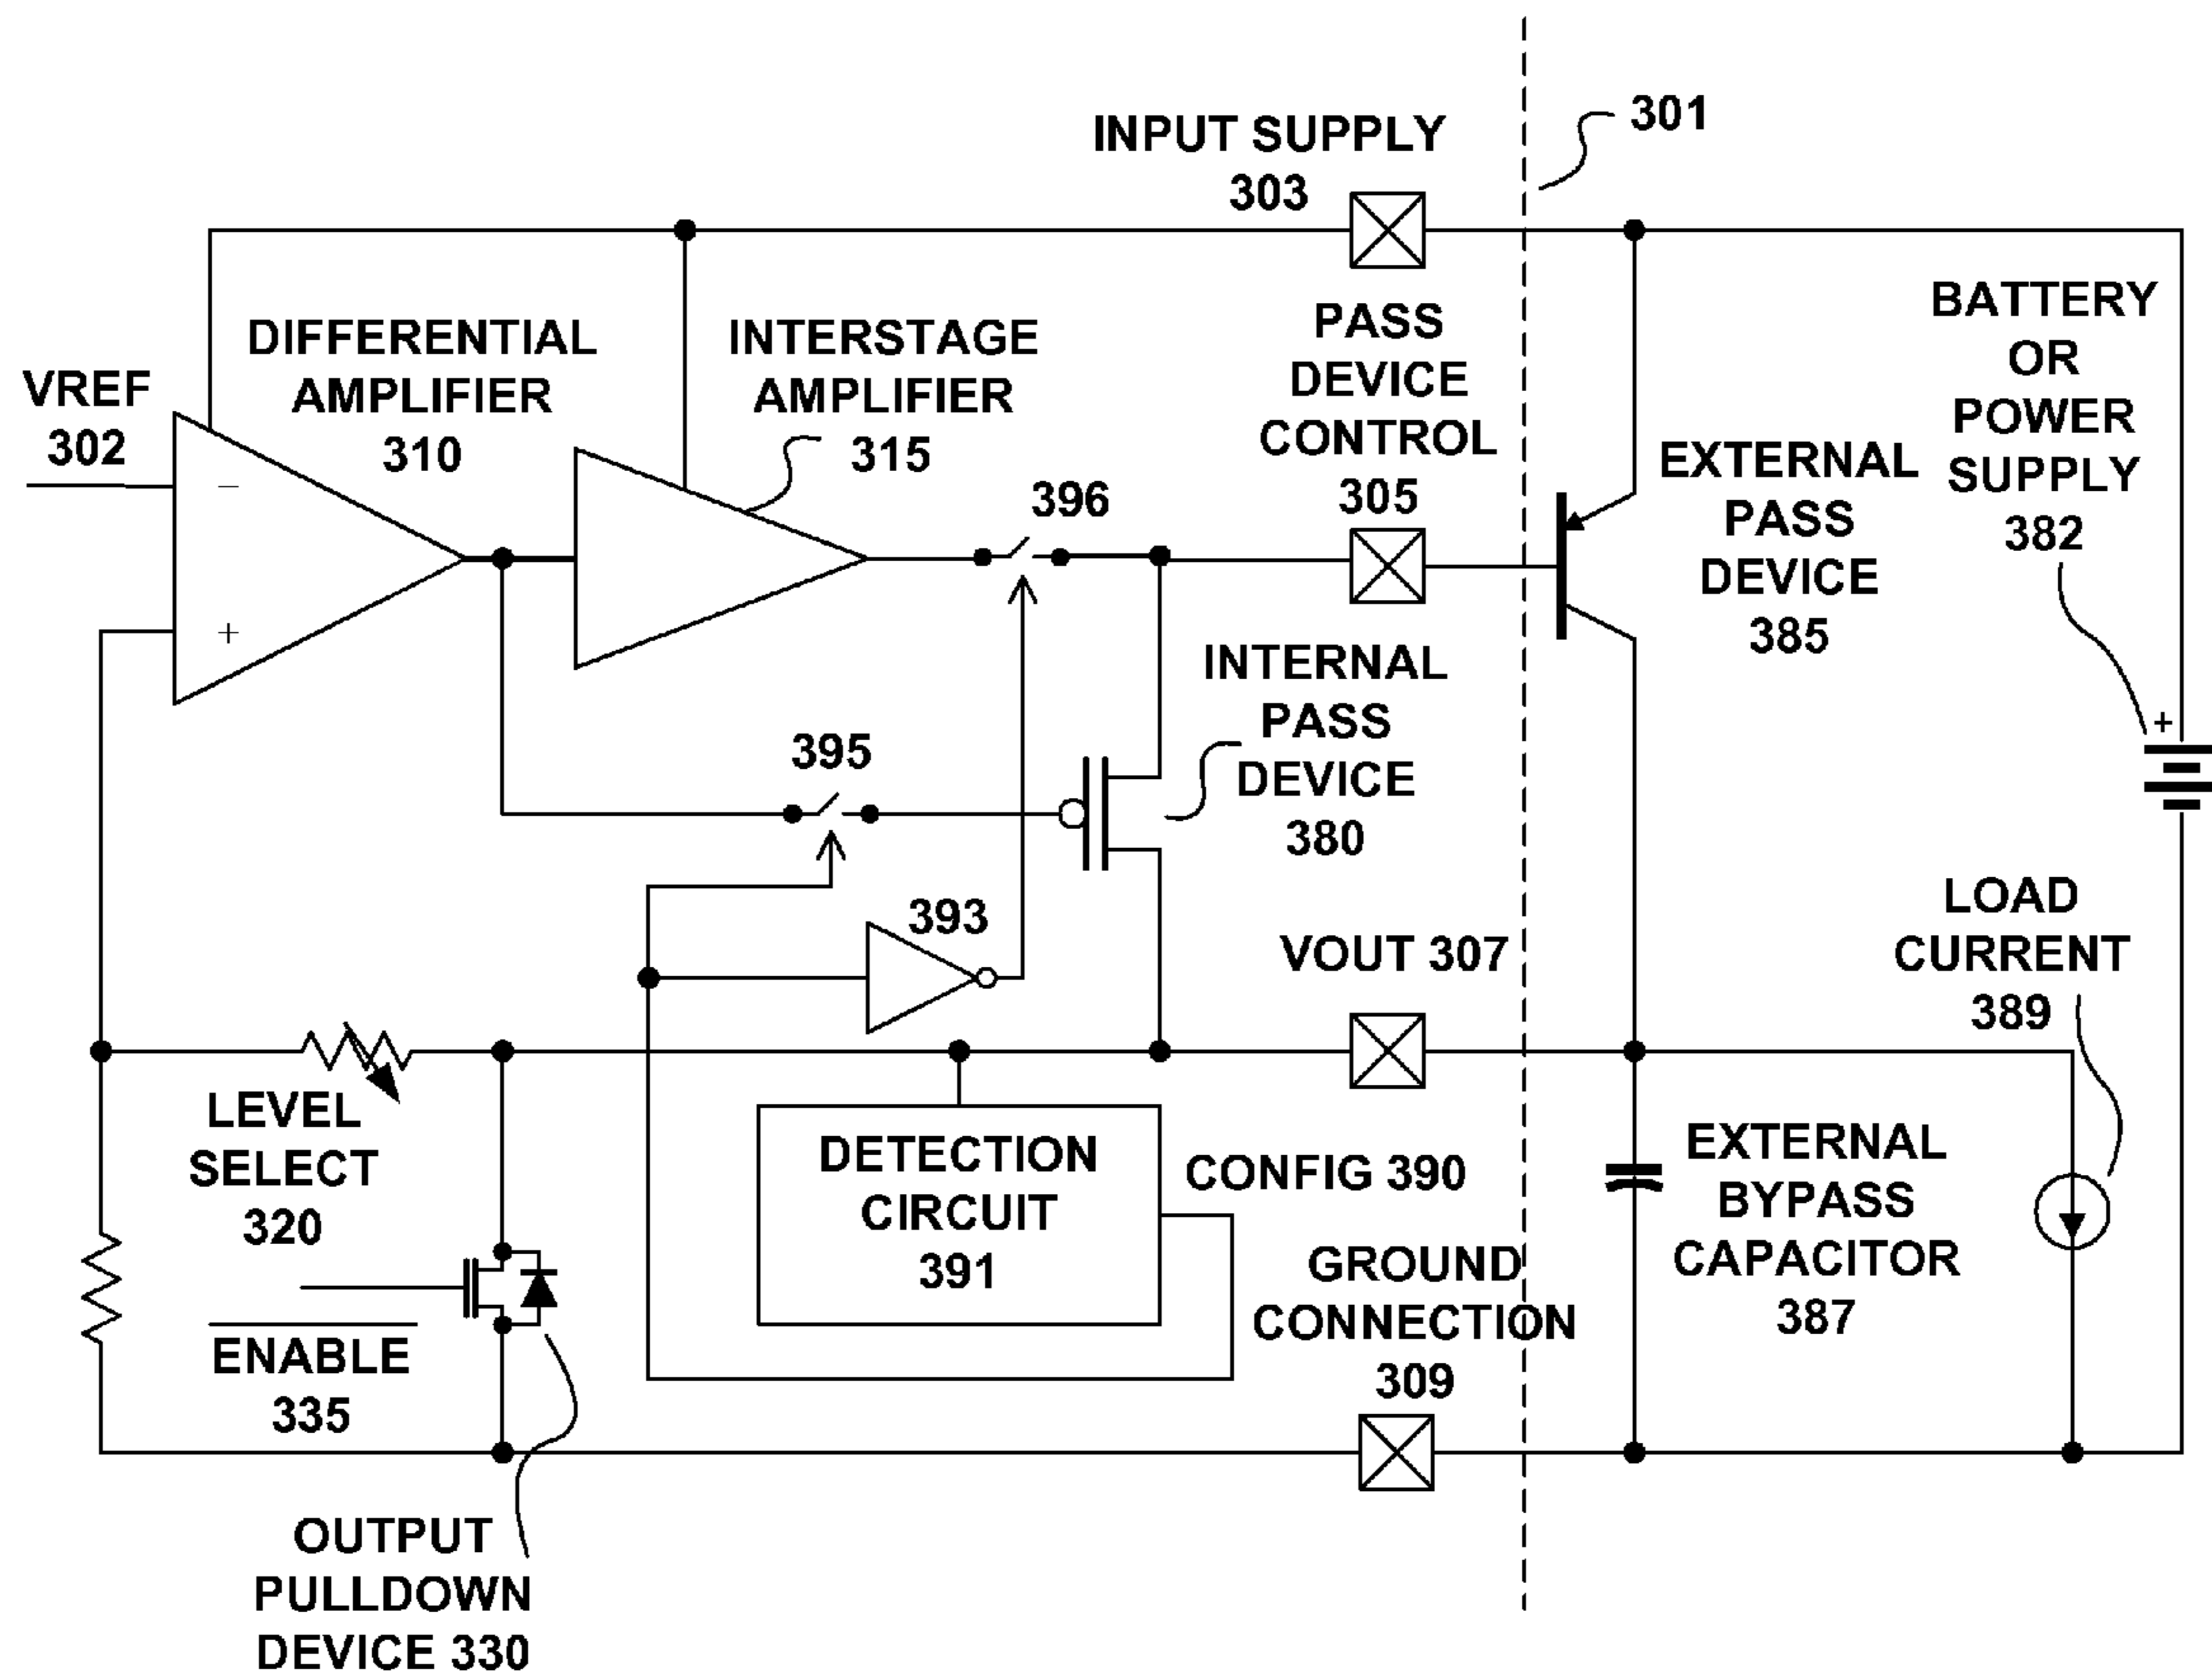 301
INPUT SUPPLY
303
BATTERY
OR
POWER
SUPPLY
382
+
PASS
DEVICE
CONTROL
305
DIFFERENTIAL
AMPLIFIER
310
INTERSTAGE
AMPLIFIER
315
VREF
302
−
+
396
EXTERNAL
PASS
DEVICE
385
INTERNAL
PASS
DEVICE
380
395
393
VOUT 307
LOAD
CURRENT
389
LEVEL
SELECT
320
DETECTION
CIRCUIT
391
CONFIG 390
EXTERNAL
BYPASS
CAPACITOR
387
GROUND
CONNECTION
309
ENABLE
335
OUTPUT
PULLDOWN
DEVICE 330